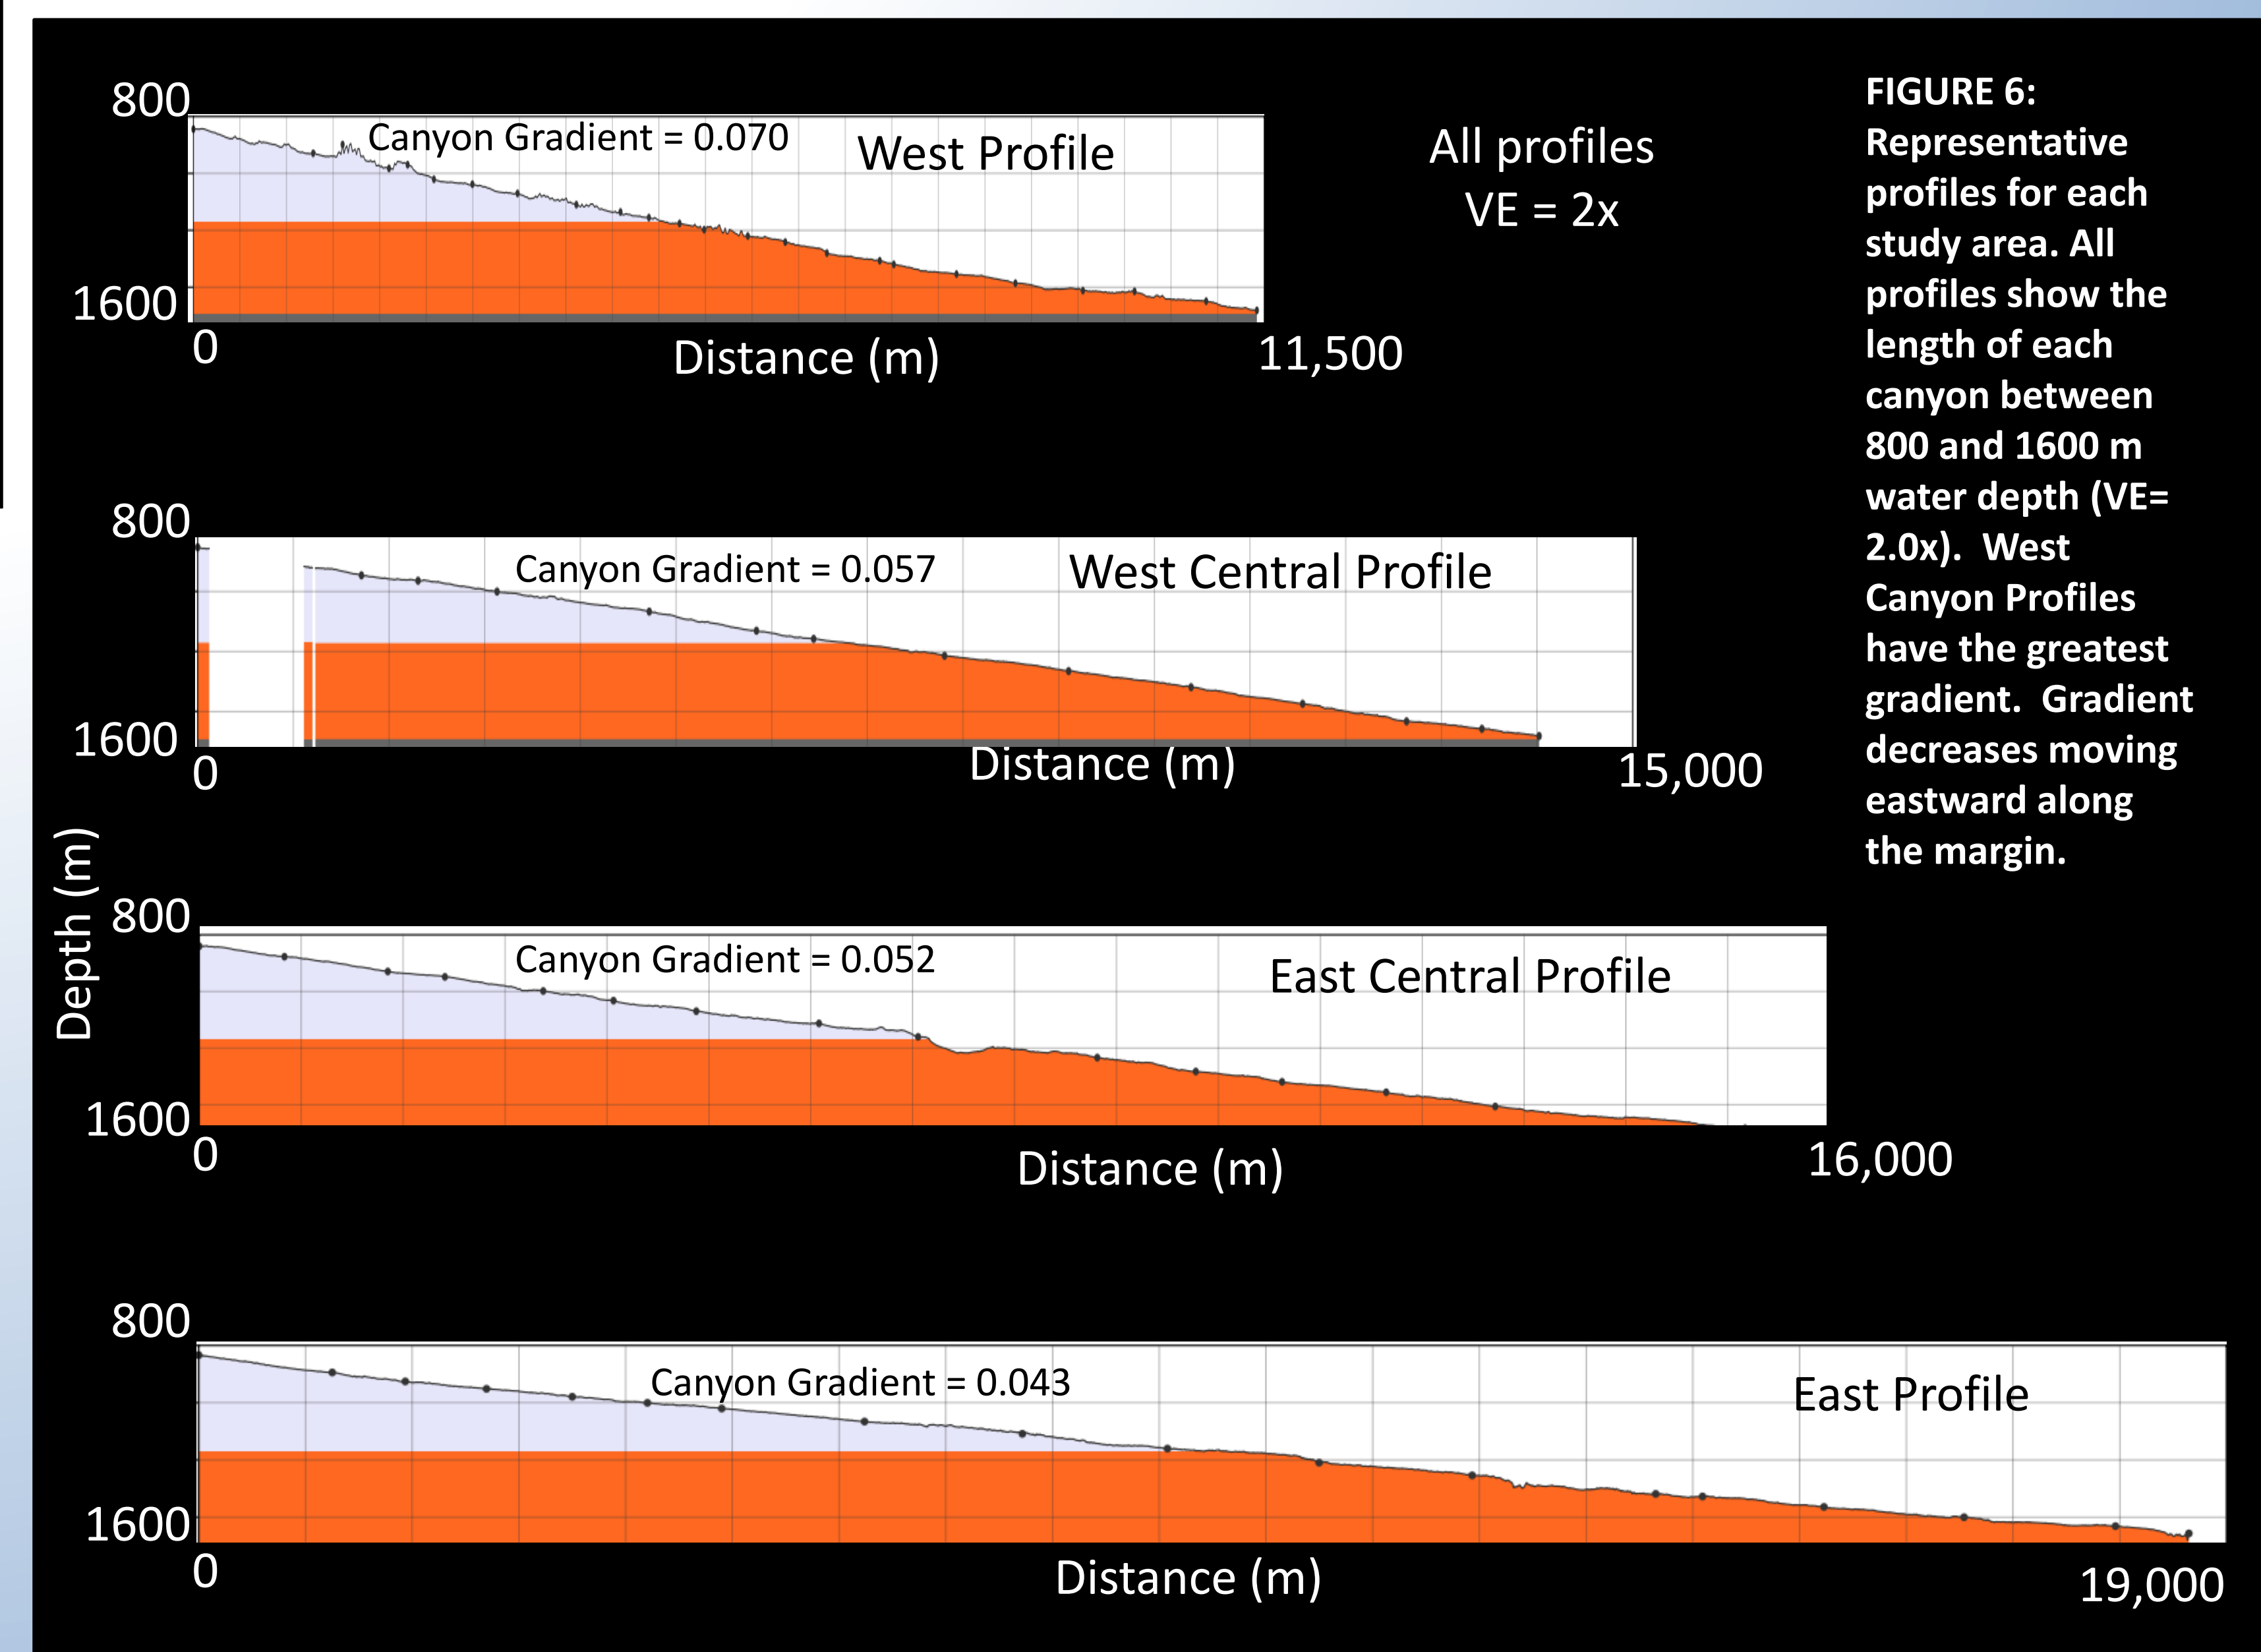 800
Canyon Gradient = 0.070
West Profile
1600
0
Distance (m)
11,500
All profiles
VE = 2x
800
Canyon Gradient = 0.057
West Central Profile
1600
0
Distance (m)
15,000
Depth (m)
800
Canyon Gradient = 0.052
East Central Profile
1600
0
Distance (m)
16,000
800
Canyon Gradient = 0.043
East Profile
1600
0
Distance (m)
19,000
FIGURE 6:
Representative
profiles for each
study area. All
profiles show the
length of each
canyon between
800 and 1600 m
water depth (VE=
2.0x).  West
Canyon Profiles
have the greatest
gradient.  Gradient
decreases moving
eastward along
the margin.